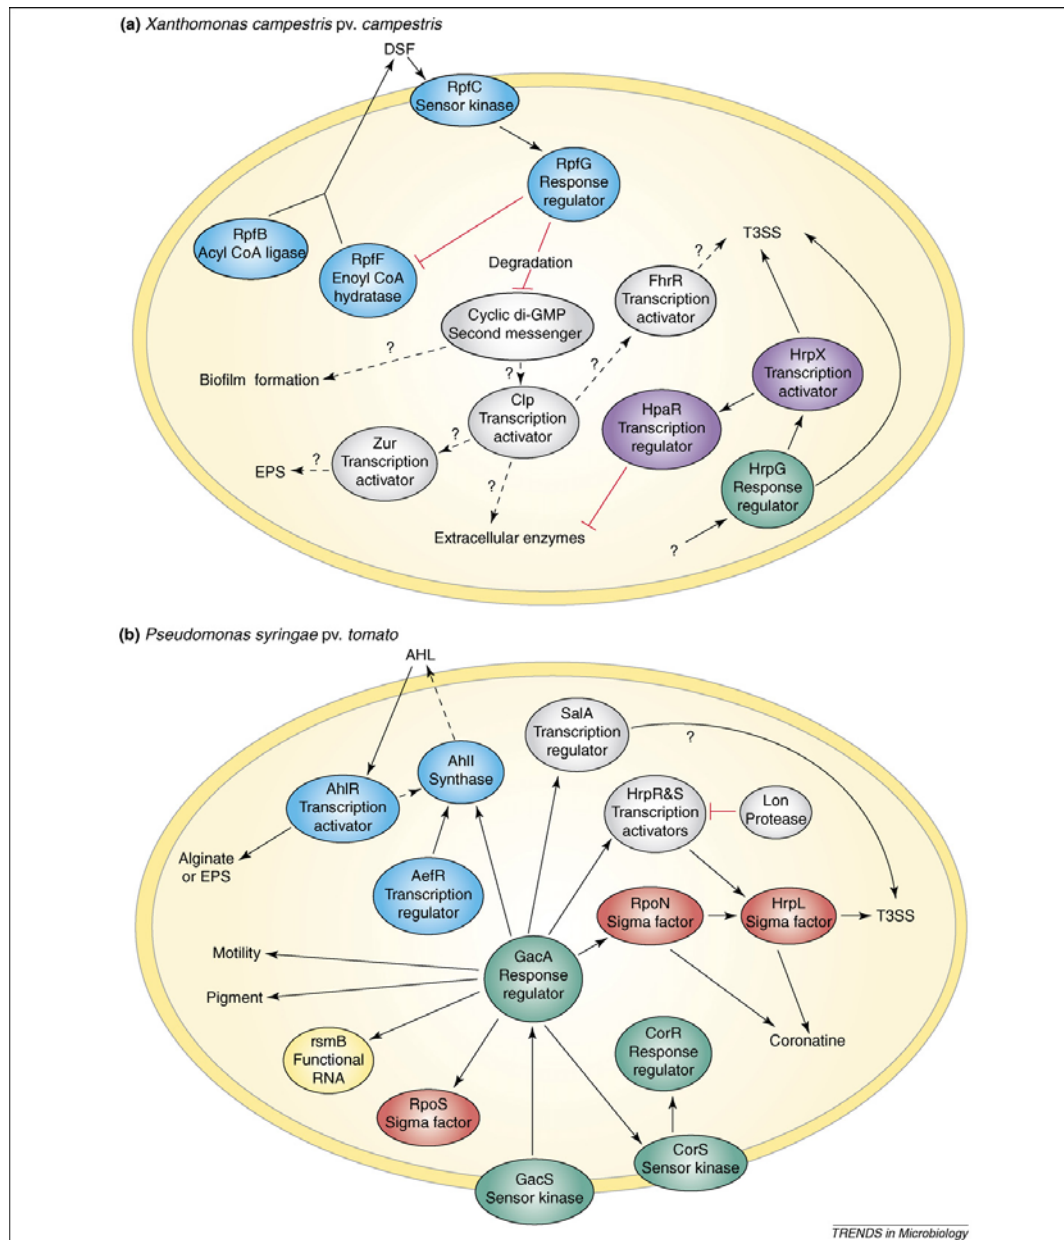 (a) Xanthomonas campestris pv. campestris
DSF
RpfC
Sensor kinase
RpfG
Response
regulator
RpfB
Acyl CoA ligase
RpfF
Enoyl CoA
hydratase
Degradation
T3SS
?
FhrR
Transcription
activator
Cyclic di-GMP
Second messenger
?
?
?
Biofilm formation
HrpX
Transcription
activator
Clp
Transcription
activator
HpaR
Transcription
regulator
Zur
Transcription
activator
?
?
EPS
?
HrpG
Response
regulator
Extracellular enzymes
?
(b) Pseudomonas syringae pv. tomato
AHL
SalA
Transcription
regulator
?
AhlI
Synthase
AhlR
Transcription
activator
HrpR&S
Transcription
activators
Lon
Protease
Alginate
or EPS
AefR
Transcription
regulator
RpoN
Sigma factor
HrpL
Sigma factor
T3SS
Motility
GacA
Response
regulator
Pigment
rsmB
Functional
RNA
CorR
Response
regulator
Coronatine
RpoS
Sigma factor
CorS
Sensor kinase
GacS
Sensor kinase
TRENDS in Microbiology